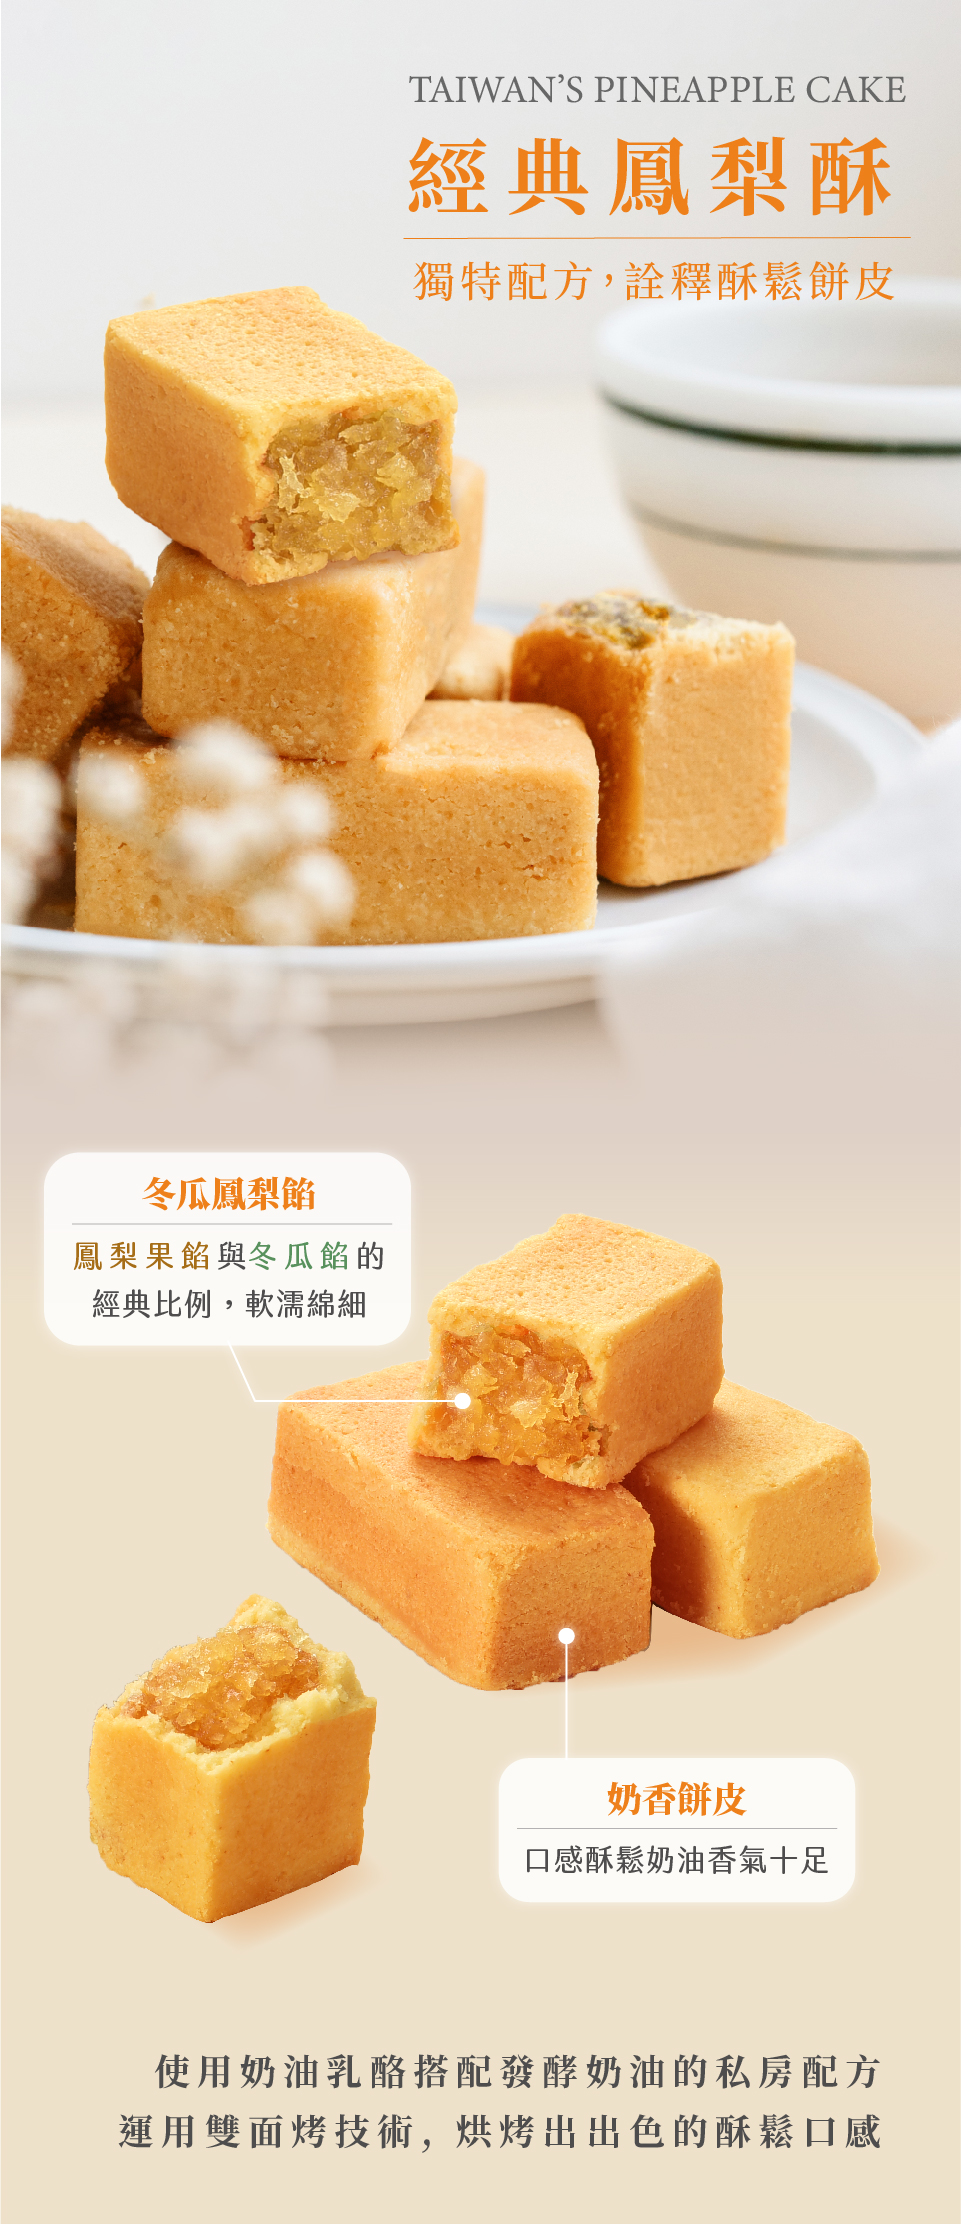 TAIWAN’S PINEAPPLE CAKE
經典鳳梨酥
獨特配方，詮釋酥鬆餅皮
冬瓜鳳梨餡
鳳梨果餡與冬瓜餡的
經典比例，軟濡綿細
奶香餅皮
口感酥鬆奶油香氣十足
使用奶油乳酪搭配發酵奶油的私房配方
運用雙面烤技術, 烘烤出出色的酥鬆口感